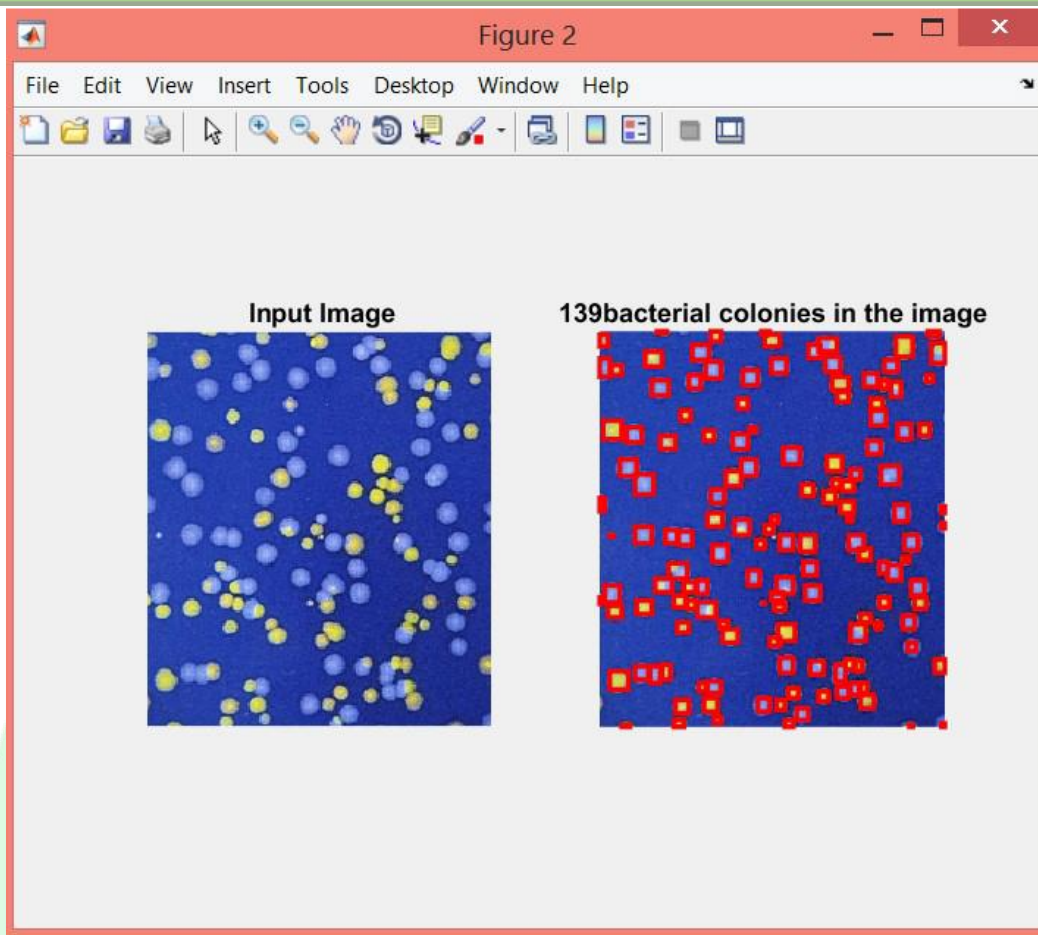 Figure 2
File Edit View Insert Tools Desktop Window Help
Input Image
139bacterial colonies in the image